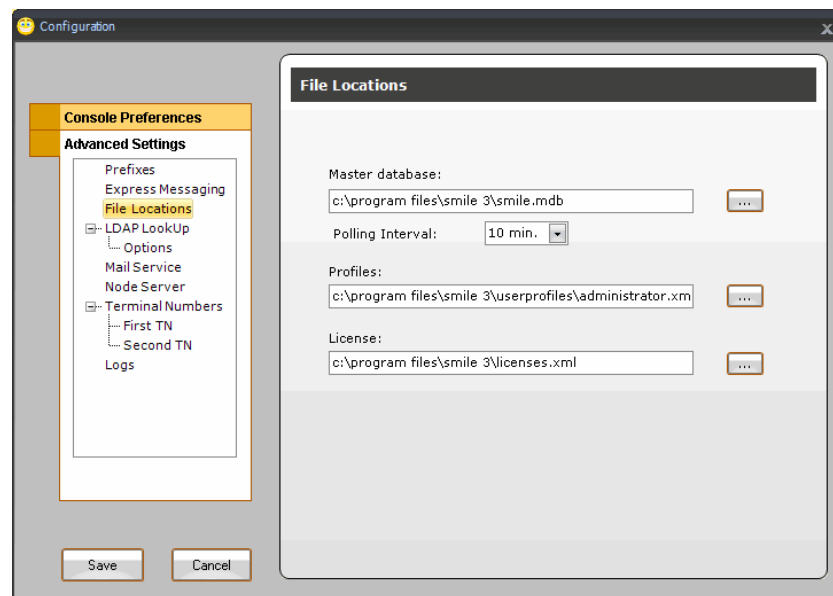 Configuration
x
Console Preferences
Advanced Settings
Prefixes
Express Messaging
File Locations
LDAP LookUp
Options
Mail Service
Node Server
Terminal Numbers
First TN
Second TN
Logs
Save
Cancel
File Locations
Master database:
c:\program files\smile 3\smile.mdb
...
Polling Interval:
10 min.
Profiles:
c:\program files\smile 3\userprofiles\administrator.xm
...
License:
c:\program files\smile 3\licenses.xml
...